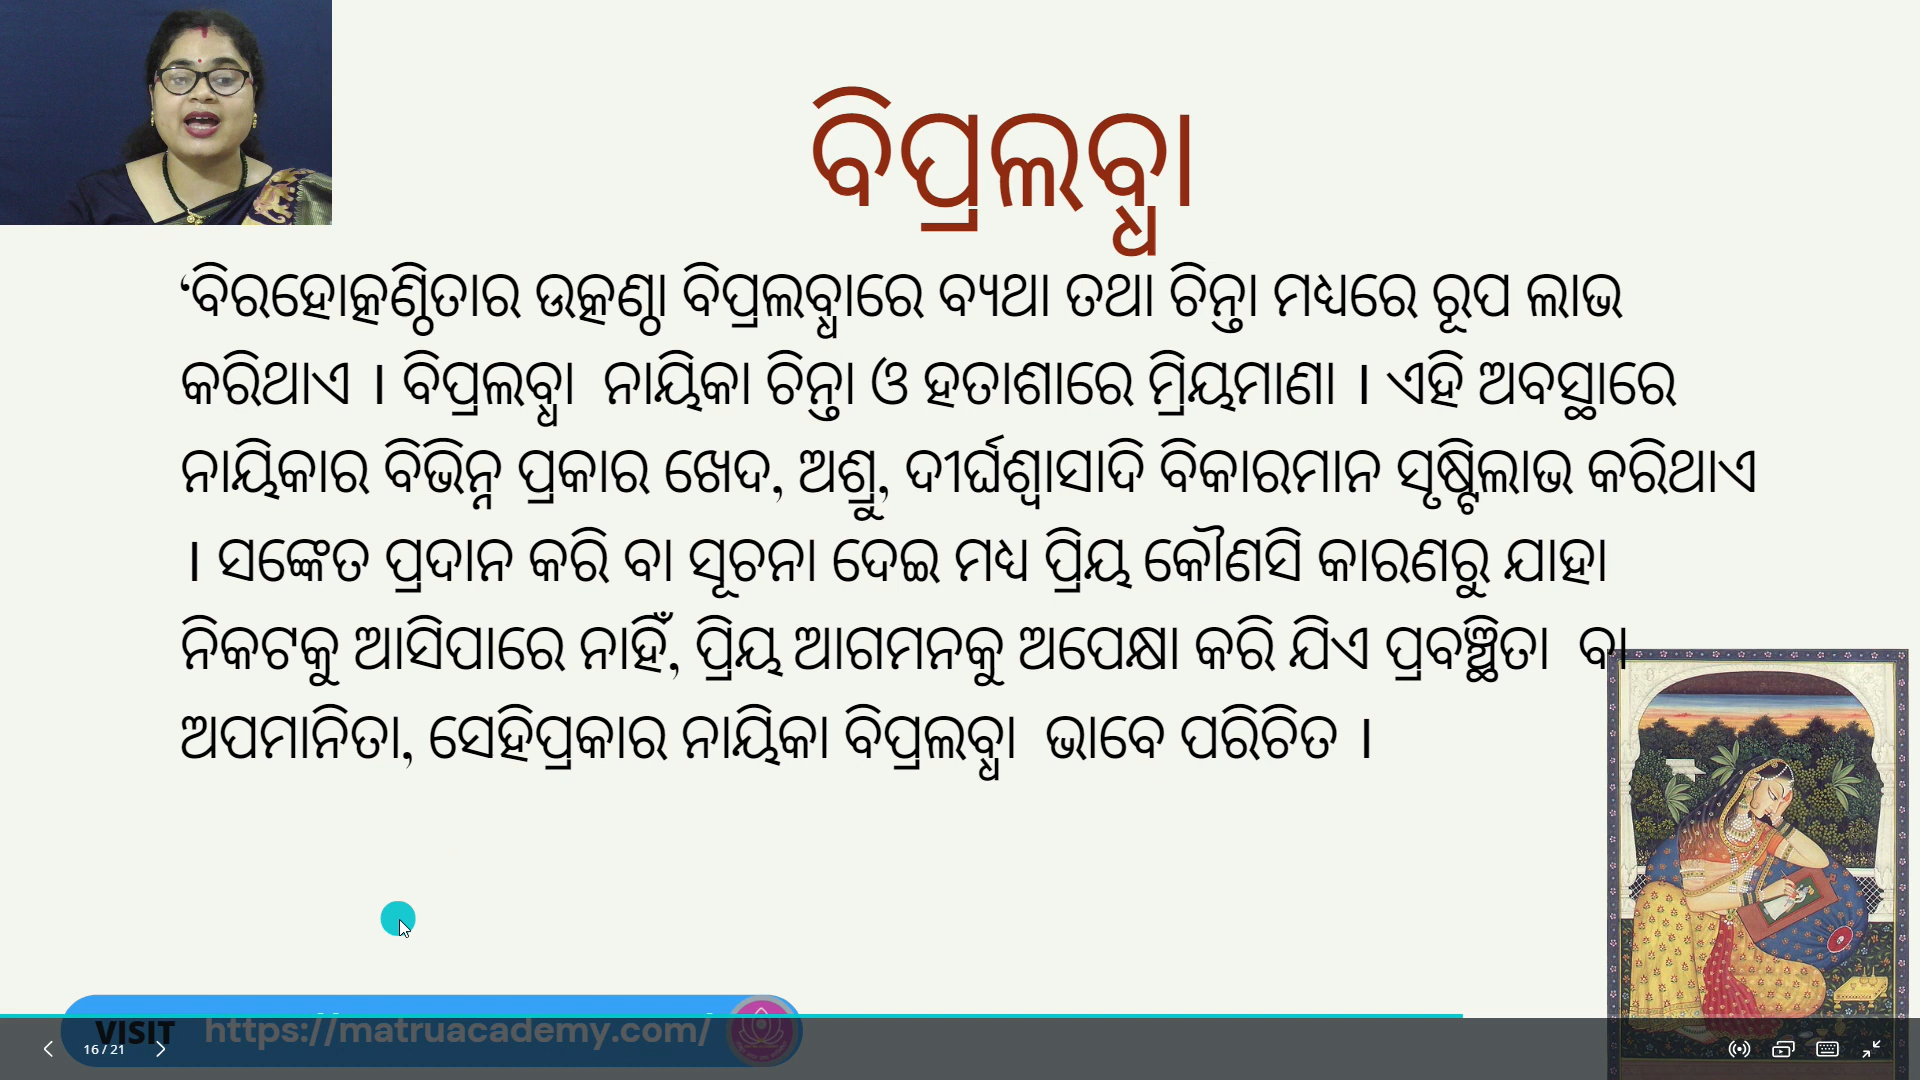 ବିପ୍ରଲବ୍ଧା
‘ବିରହୋତ୍କଣ୍ଠିତାର ଉତ୍କଣ୍ଠା ବିପ୍ରଲବ୍ଧାରେ ବ୍ୟଥା ତଥା ଚିନ୍ତା ମଧ୍ୟରେ ରୂପ ଲାଭ
କରିଥାଏ । ବିପ୍ରଲବ୍ଧା ନାୟିକା ଚିନ୍ତା ଓ ହତାଶାରେ ମ୍ରିୟମାଣା । ଏହି ଅବସ୍ଥାରେ
ନାୟିକାର ବିଭିନ୍ନ ପ୍ରକାର ଖେଦ, ଅଶ୍ରୁ, ଦୀର୍ଘଶ୍ୱାସାଦି ବିକାରମାନ ସୃଷ୍ଟିଲାଭ କରିଥାଏ
। ସଙ୍କେତ ପ୍ରଦାନ କରି ବା ସୂଚନା ଦେଇ ମଧ୍ୟ ପ୍ରିୟ କୌଣସି କାରଣରୁ ଯାହା
ନିକଟକୁ ଆସିପାରେ ନାହିଁ, ପ୍ରିୟ ଆଗମନକୁ ଅପେକ୍ଷା କରି ଯିଏ ପ୍ରବଞ୍ଚିତା ବା
ଅପମାନିତା, ସେହିପ୍ରକାର ନାୟିକା ବିପ୍ରଲବ୍ଧା ଭାବେ ପରିଚିତ ।
VISIT https://matruacademy.com/
16 / 21